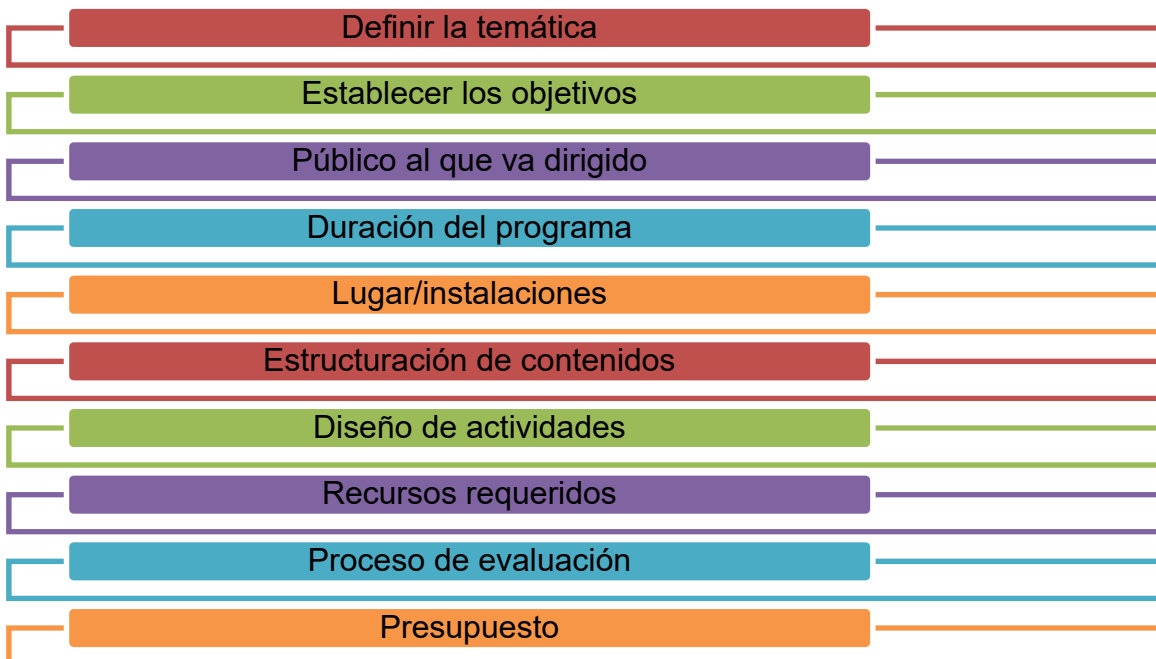 Definir la temática
Establecer los objetivos
Público al que va dirigido
Duración del programa
Lugar/instalaciones
Estructuración de contenidos
Diseño de actividades
Recursos requeridos
Proceso de evaluación
Presupuesto